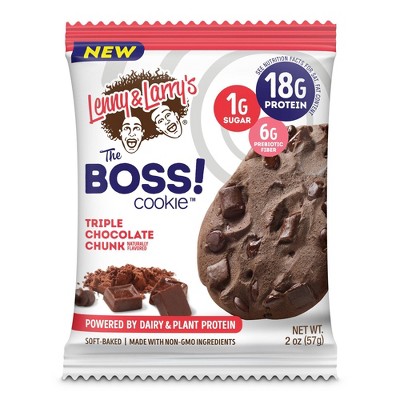 NEW
Lenny & Larry's
®
The
BOSS!
cookie™
1G
SUGAR
18G
PROTEIN
SEE NUTRITION FACTS FOR SAT. FAT CONTENT
6G
PREBIOTIC
FIBER
TRIPLE
CHOCOLATE
CHUNK NATURALLY FLAVORED
POWERED BY DAIRY & PLANT PROTEIN
SOFT-BAKED | MADE WITH NON-GMO INGREDIENTS
NET WT.
2 oz (57g)